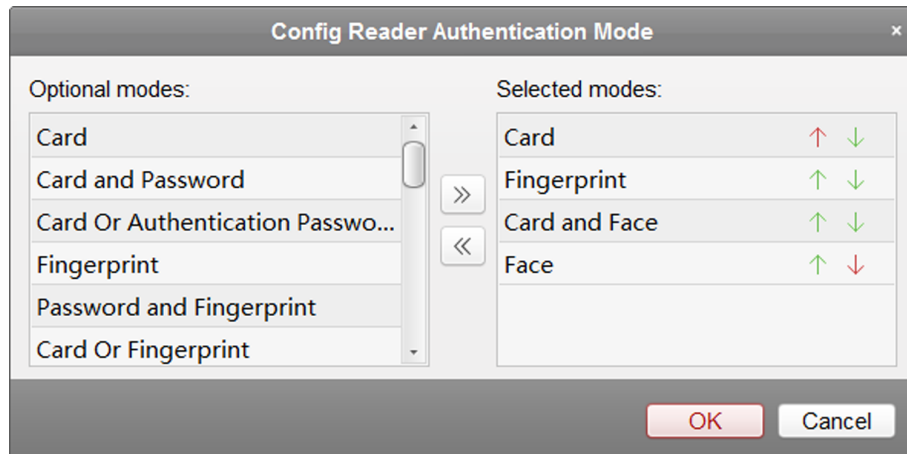 Config Reader Authentication Mode
Optional modes:
Card
Card and Password
Card Or Authentication Passwo...
Fingerprint
Password and Fingerprint
Card Or Fingerprint
Selected modes:
Card
Fingerprint
Card and Face
Face
OK
Cancel